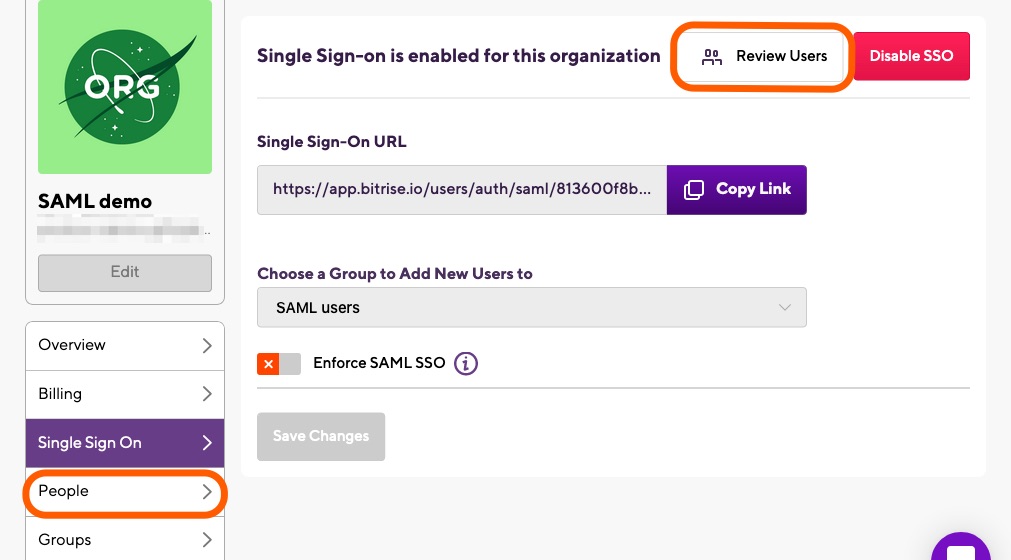 ORG
SAML demo
Edit
Overview
Billing
Single Sign On
People
Groups
Single Sign-on is enabled for this organization
Review Users
Disable SSO
Single Sign-On URL
https://app.bitrise.io/users/auth/saml/813600f8b...
Copy Link
Choose a Group to Add New Users to
SAML users
Enforce SAML SSO
Save Changes